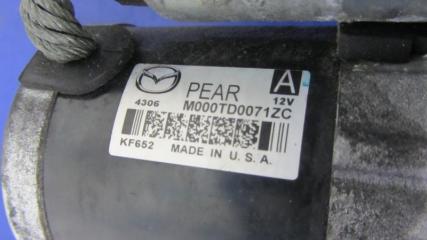 PEAR A
4306 M000TD0071ZC 12V
KF652 MADE IN U.S.A.